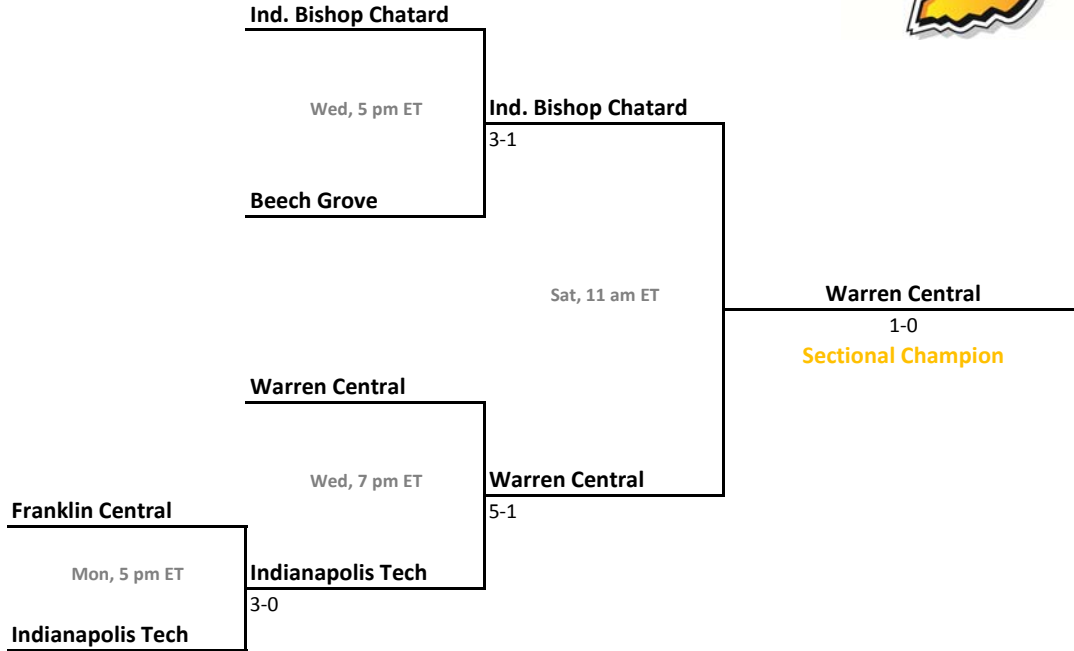 Ind. Bishop Chatard
Wed, 5 pm ET
Ind. Bishop Chatard
3-1
Beech Grove
Sat, 11 am ET
Warren Central
1-0
Sectional Champion
Warren Central
Wed, 7 pm ET
Warren Central
5-1
Franklin Central
Mon, 5 pm ET
Indianapolis Tech
3-0
Indianapolis Tech